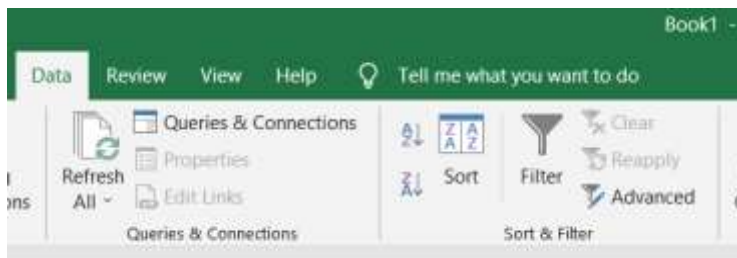 Book1 -
Data Review View Help Tell me what you want to do
Queries & Connections
Properties
Edit Links
Refresh
All
ons
Queries & Connections
A
Z
Z
A
Z A
A Z
Sort
Filter
Clear
Reapply
Advanced
Sort & Filter